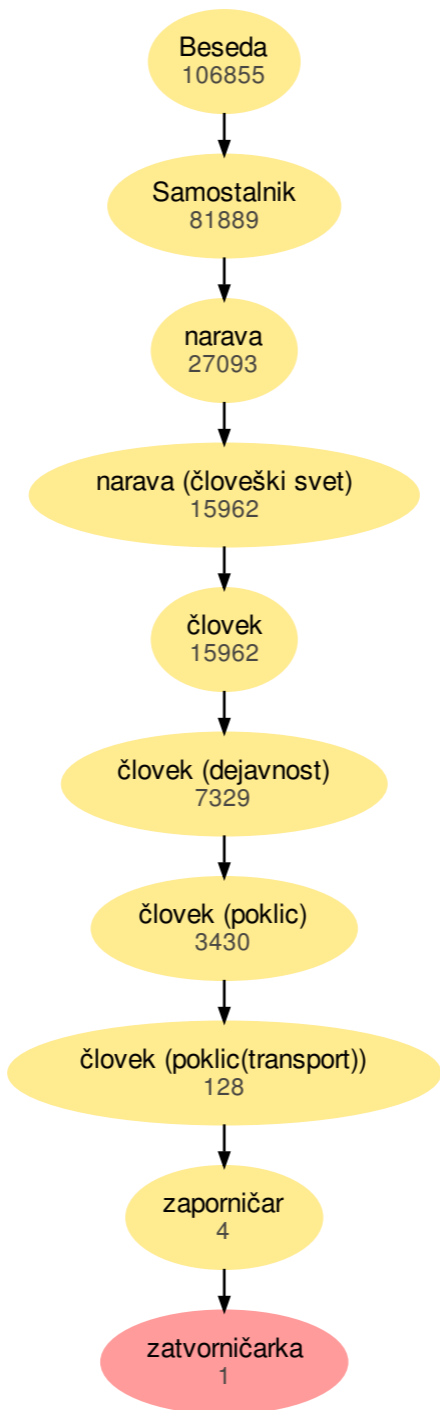 Beseda
106855
Samostalnik
81889
narava
27093
narava (človeški svet)
15962
človek
15962
človek (dejavnost)
7329
človek (poklic)
3430
človek (poklic(transport))
128
zaporničar
4
zatvorničarka
1